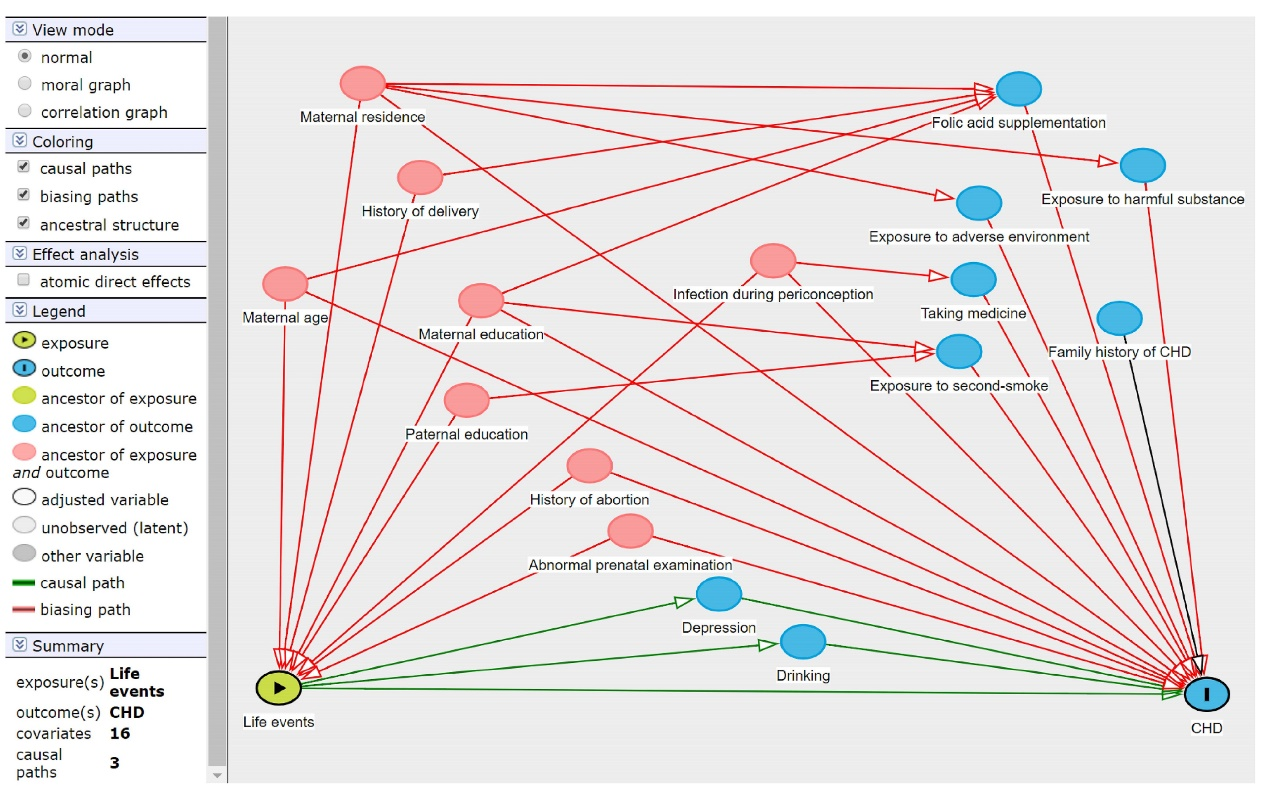 View mode
normal
moral graph
correlation graph
Coloring
causal paths
biasing paths
ancestral structure
Effect analysis
atomic direct effects
Legend
exposure
outcome
ancestor of exposure
ancestor of outcome
ancestor of exposure
and outcome
adjusted variable
unobserved (latent)
other variable
causal path
biasing path
Summary
exposure(s) Life events
outcome(s) CHD
covariates 16
causal paths 3
Maternal residence
Folic acid supplementation
Exposure to harmful substance
History of delivery
Exposure to adverse environment
Infection during periconception
Maternal age
Taking medicine
Maternal education
Family history of CHD
Exposure to second-smoke
Paternal education
History of abortion
Abnormal prenatal examination
Depression
Drinking
Life events
CHD